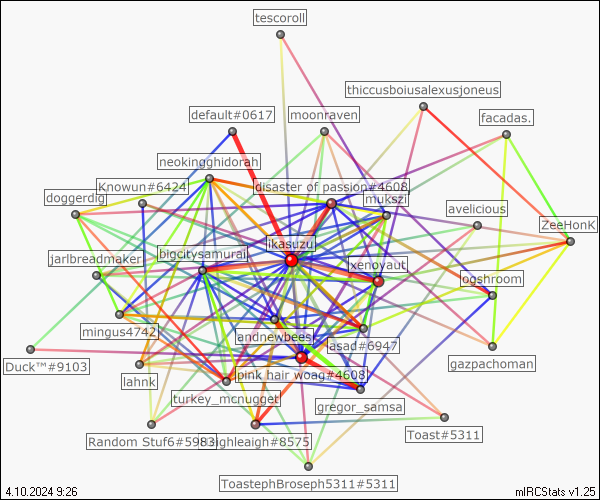 tescoroll
thiccusboiusalexusjoneus
default#0617
moonraven
facadas.
neokingghidorah
Knowun#6424
disaster of passion#4608
doggerdig
mukszi
avelicious
ZeeHonK
ikasuzu
jarlbreadmaker
bigcitysamurai
xenoyaut
ogshroom
mingus4742
andnewbees
asad#6947
Duck™#9103
gazpachoman
lahnk
pink hair woag#4608
turkey_mcnugget
gregor_samsa
Random Stuf6#5983
#8575
Toast#5311
ToastephBroseph5311#5311
4.10.2024 9:26
mIRCStats v1.25